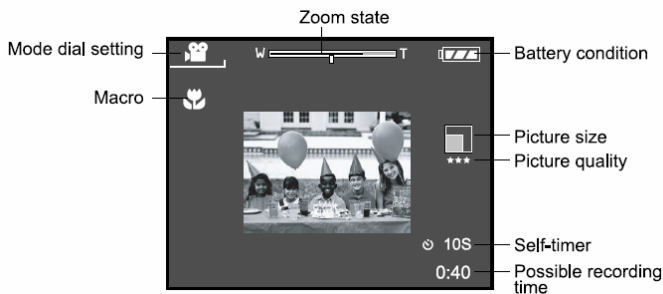 Zoom state
Mode dial setting
W T
Battery condition
Macro
Picture size
★★★ Picture quality
10S Self-timer
0:40 Possible recording
time